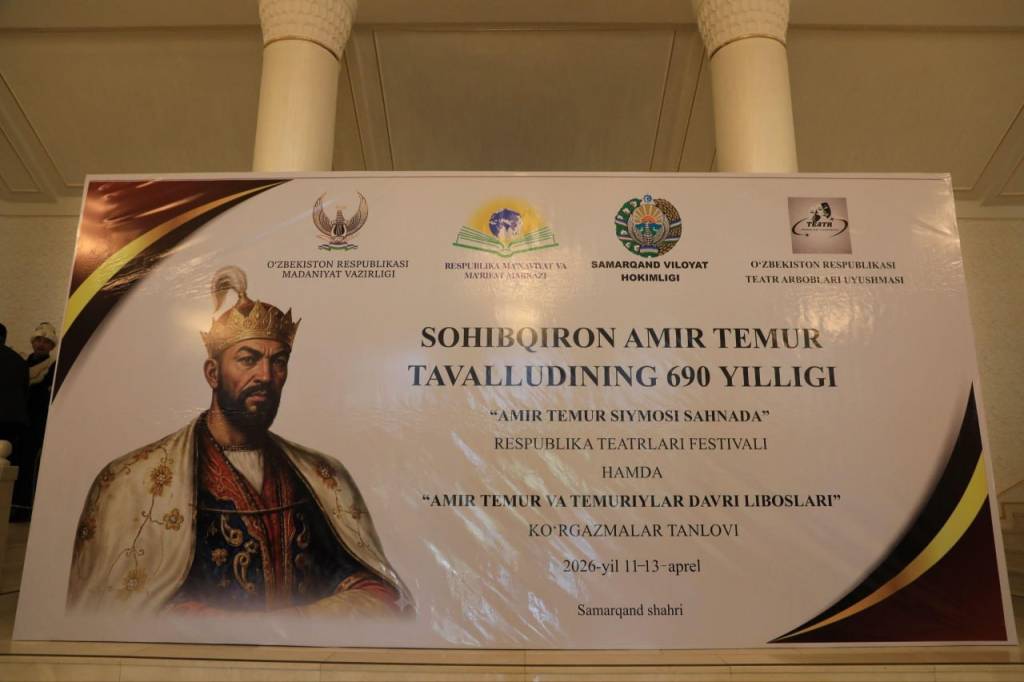 O‘ZBEKISTON RESPUBLIKASI
MADANIYAT VAZIRLIGI
RESPUBLIKA MA'NAVIYAT VA
MA'RIFAT MARKAZI
SAMARQAND VILOYAT
HOKIMLIGI
TEATR
O‘ZBEKISTON RESPUBLIKASI
TEATR ARBOBLARI UYUSHMASI
SOHIBQIRON AMIR TEMUR
TAVALLUDINING 690 YILLIGI
“AMIR TEMUR SIYMOSI SAHNADA”
RESPUBLIKA TEATRLARI FESTIVALI
HAMDA
“AMIR TEMUR VA TEMURIYLAR DAVRI LIBOSLARI”
KO‘RGAZMALAR TANLOVI
2026-yil 11-13-aprel
Samarqand shahri